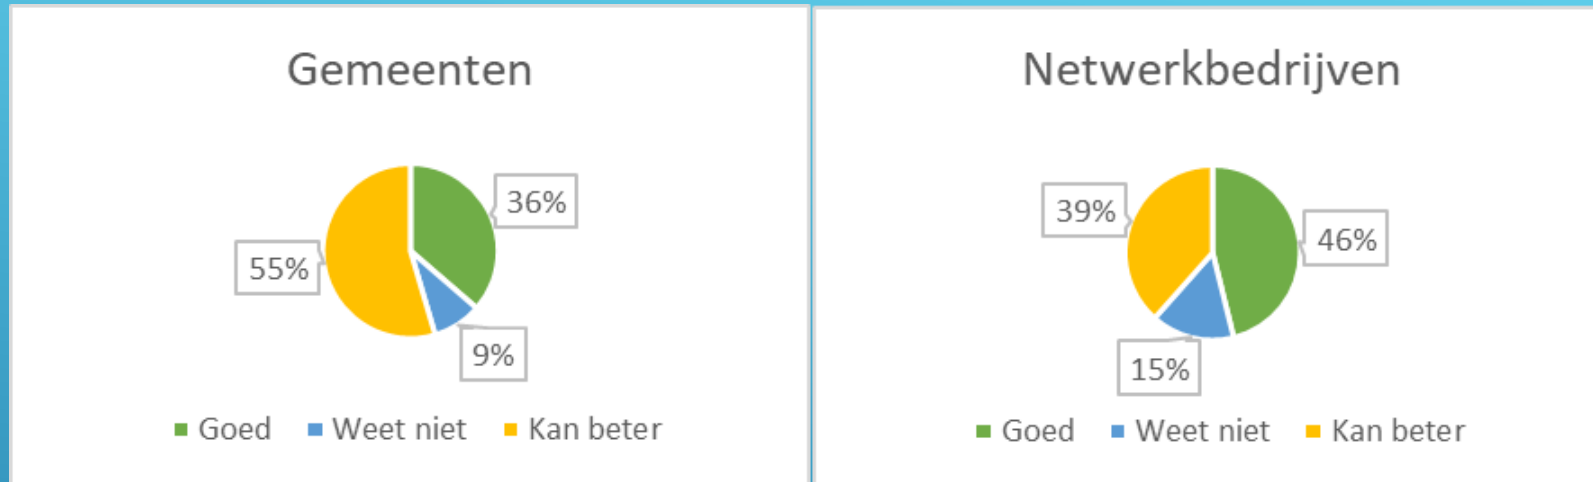 Gemeenten
36%
55%
9%
Goed Weet niet Kan beter
Netwerkbedrijven
39%
46%
15%
Goed Weet niet Kan beter